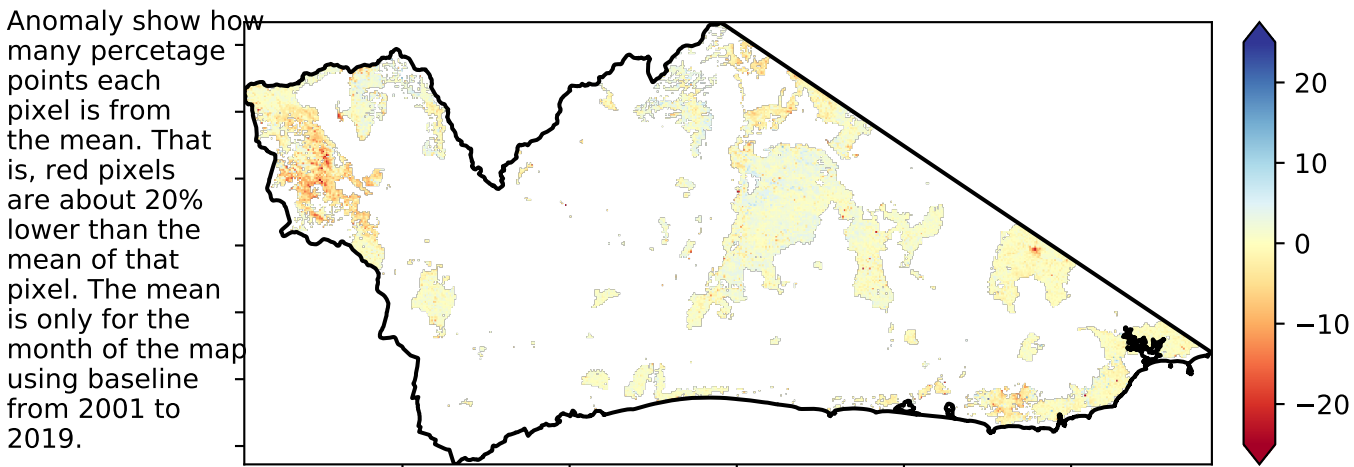 Anomaly show how
many percetage
points each
pixel is from
the mean. That
is, red pixels
are about 20%
lower than the
mean of that
pixel. The mean
is only for the
month of the map
using baseline
from 2001 to
2019.
20
10
0
−10
−20